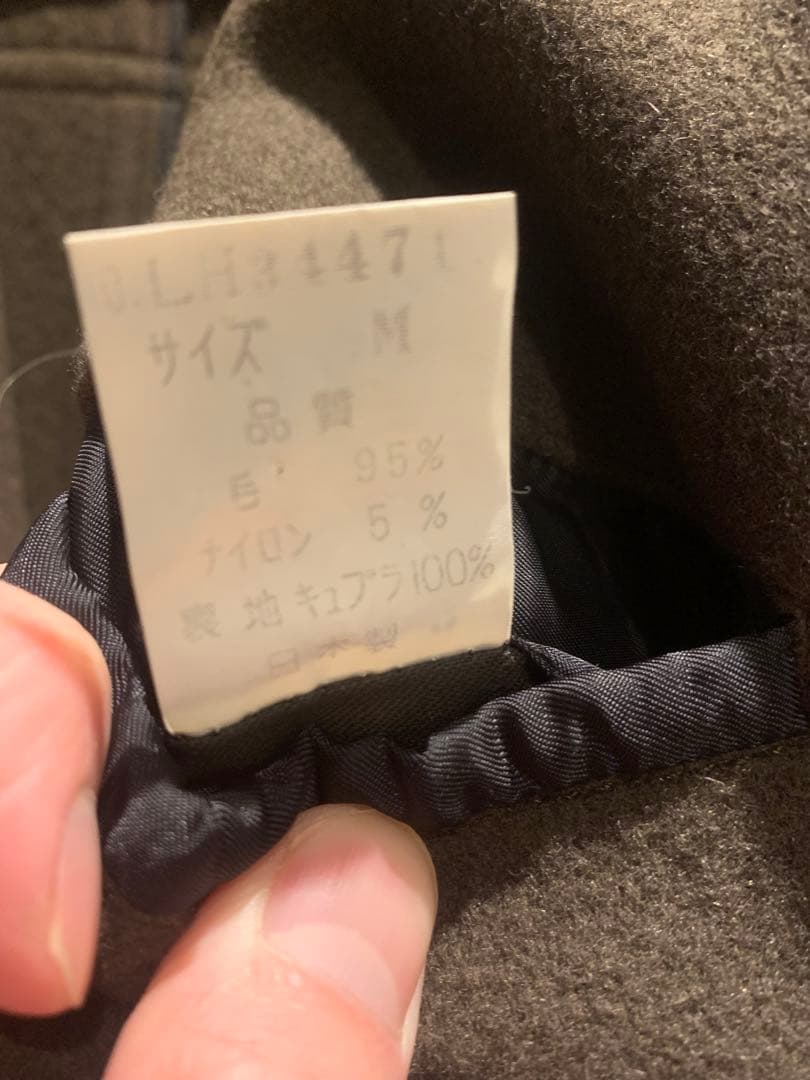 サイズ M
品質
毛 95%
ナイロン 5%
裏地 キュプラ100%
日本製